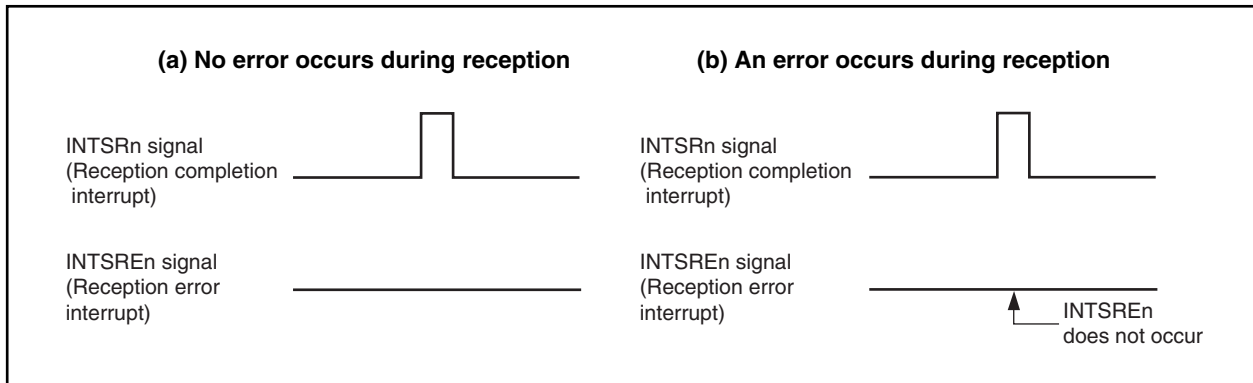 (a) No error occurs during reception
INTSRn signal
(Reception completion
interrupt)
INTSREn signal
(Reception error
interrupt)
(b) An error occurs during reception
INTSRn signal
(Reception completion
interrupt)
INTSREn signal
(Reception error
interrupt)
INTSREn
does not occur